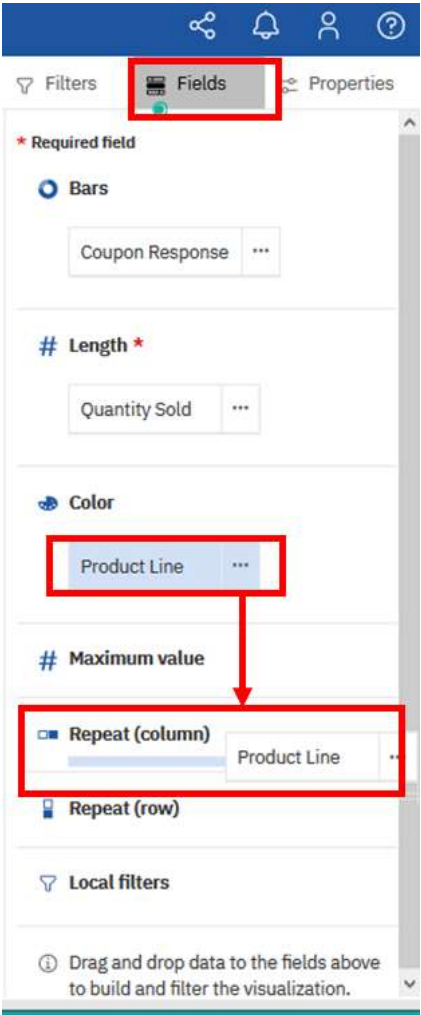 Filters Fields Properties
* Required field
Bars
Coupon Response ...
# Length *
Quantity Sold ...
Color
Product Line ...
# Maximum value
Repeat (column)
Product Line ...
Repeat (row)
Local filters
Drag and drop data to the fields above
to build and filter the visualization.